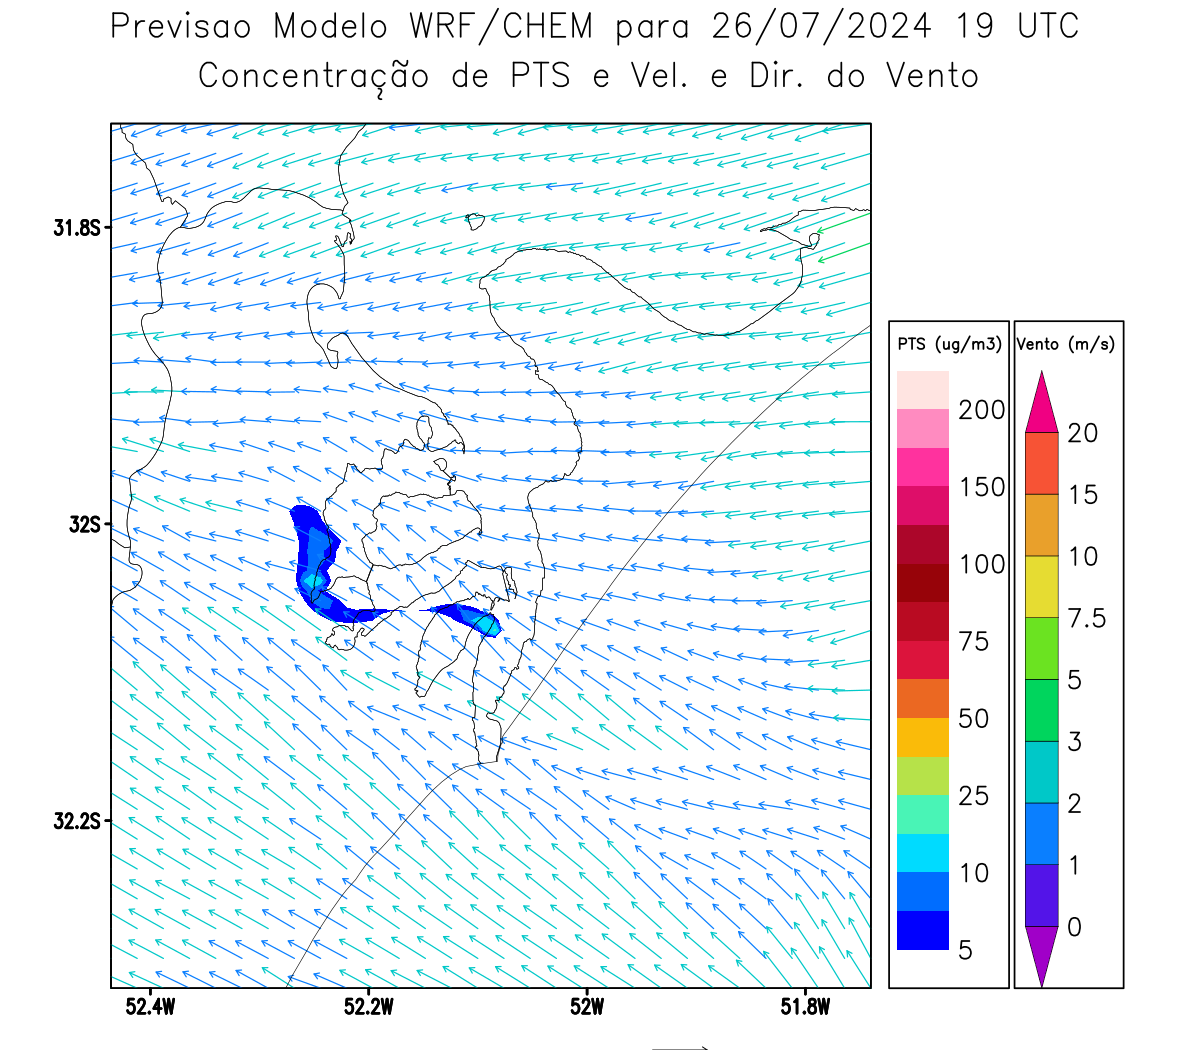 Previsao Modelo WRF/CHEM para 26/07/2024 19 UTC
Concentração de PTS e Vel. e Dir. do Vento
31.8S
32S
32.2S
52.4W
52.2W
52W
51.8W
PTS (ug/m3)
200
150
100
75
50
25
10
5
Vento (m/s)
20
15
10
7.5
5
3
2
1
0